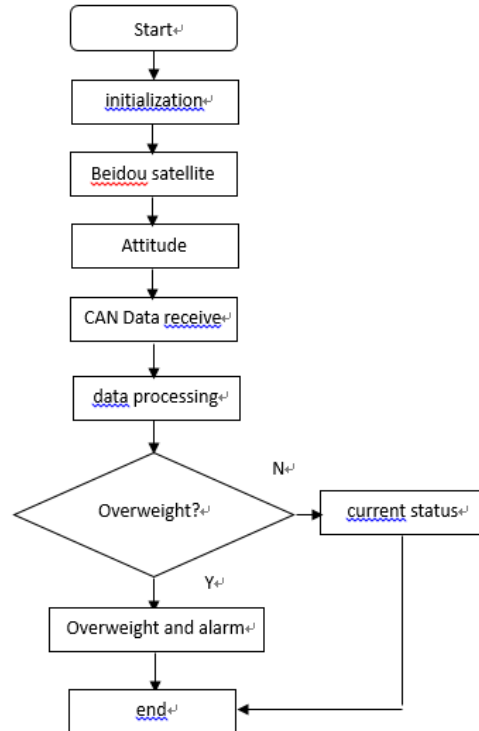 Start
initialization
Beidou satellite
Attitude
CAN Data receive
data processing
N
Overweight?
current status
Y
Overweight and alarm
end